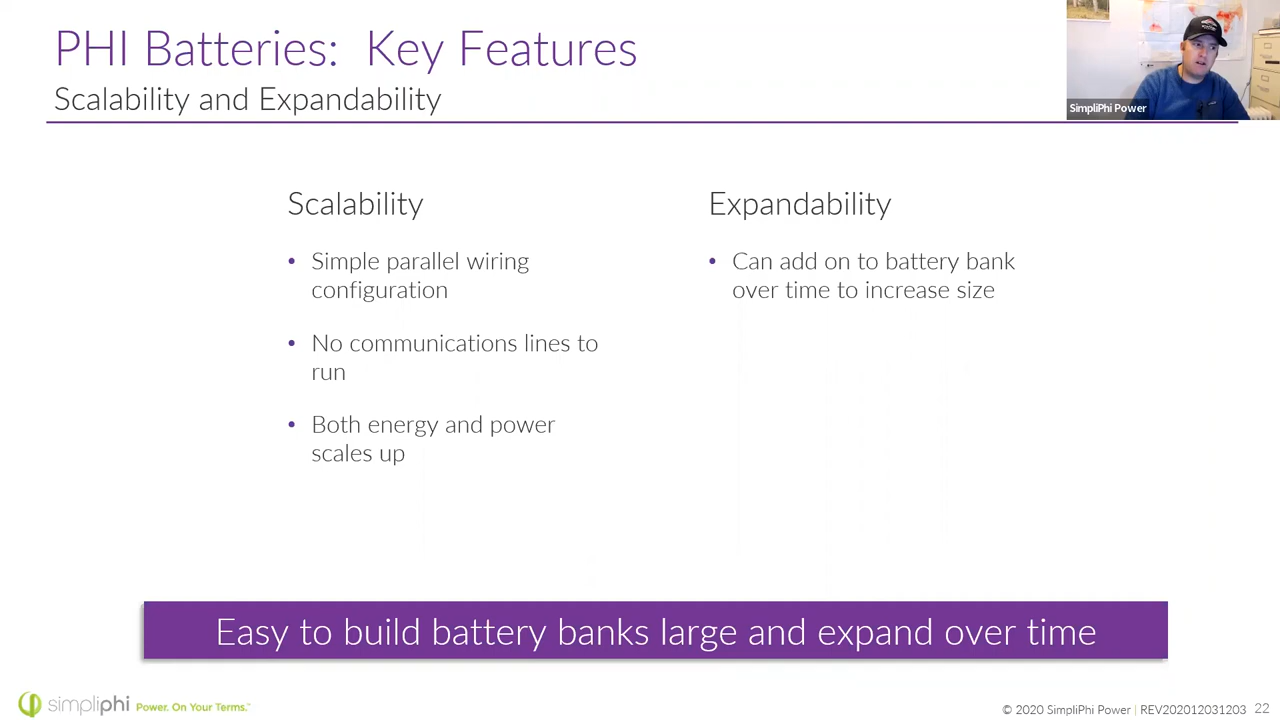 PHI Batteries:  Key Features
Scalability and Expandability
SimpliPhi Power
Scalability
• Simple parallel wiring
configuration
• No communications lines to
run
• Both energy and power
scales up
Expandability
• Can add on to battery bank
over time to increase size
Easy to build battery banks large and expand over time
simpliphi Power. On Your Terms.™
© 2020 SimpliPhi Power | REV202012031203 22